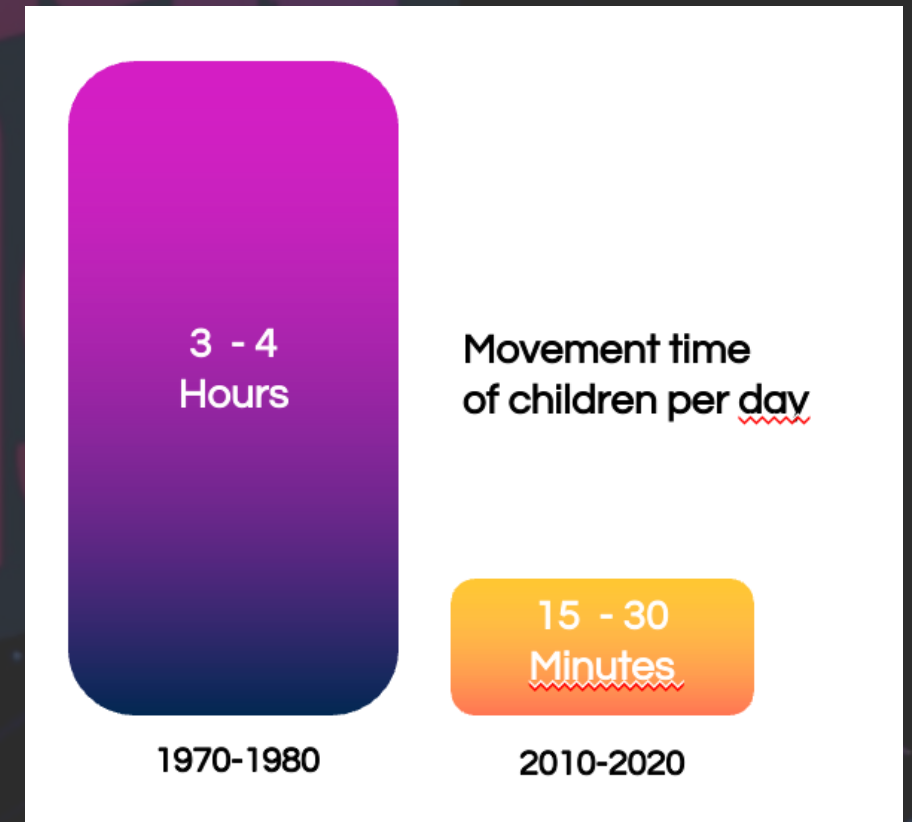 3 - 4
Hours
Movement time
of children per day
15 - 30
Minutes
1970-1980
2010-2020